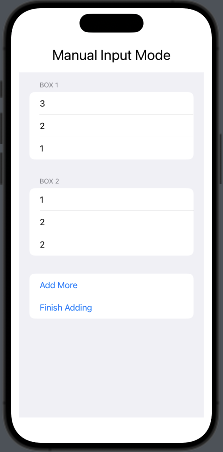 Manual Input Mode
BOX 1
3
2
1
BOX 2
1
2
2
Add More
Finish Adding